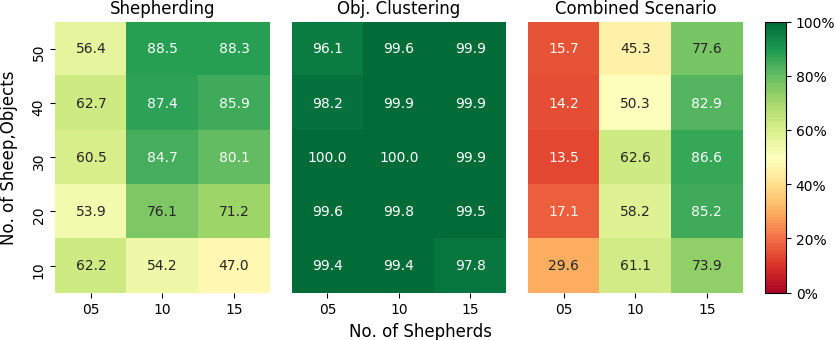 Shepherding Obj. Clustering Combined Scenario
No. of Sheep,Objects
50 56.4 88.5 88.3 96.1 99.6 99.9 15.7 45.3 77.6
40 62.7 87.4 85.9 98.2 99.9 99.9 14.2 50.3 82.9
30 60.5 84.7 80.1 100.0 100.0 99.9 13.5 62.6 86.6
20 53.9 76.1 71.2 99.6 99.8 99.5 17.1 58.2 85.2
10 62.2 54.2 47.0 99.4 99.4 97.8 29.6 61.1 73.9
05 10 15 05 10 15 05 10 15
No. of Shepherds
100%
80%
60%
40%
20%
0%